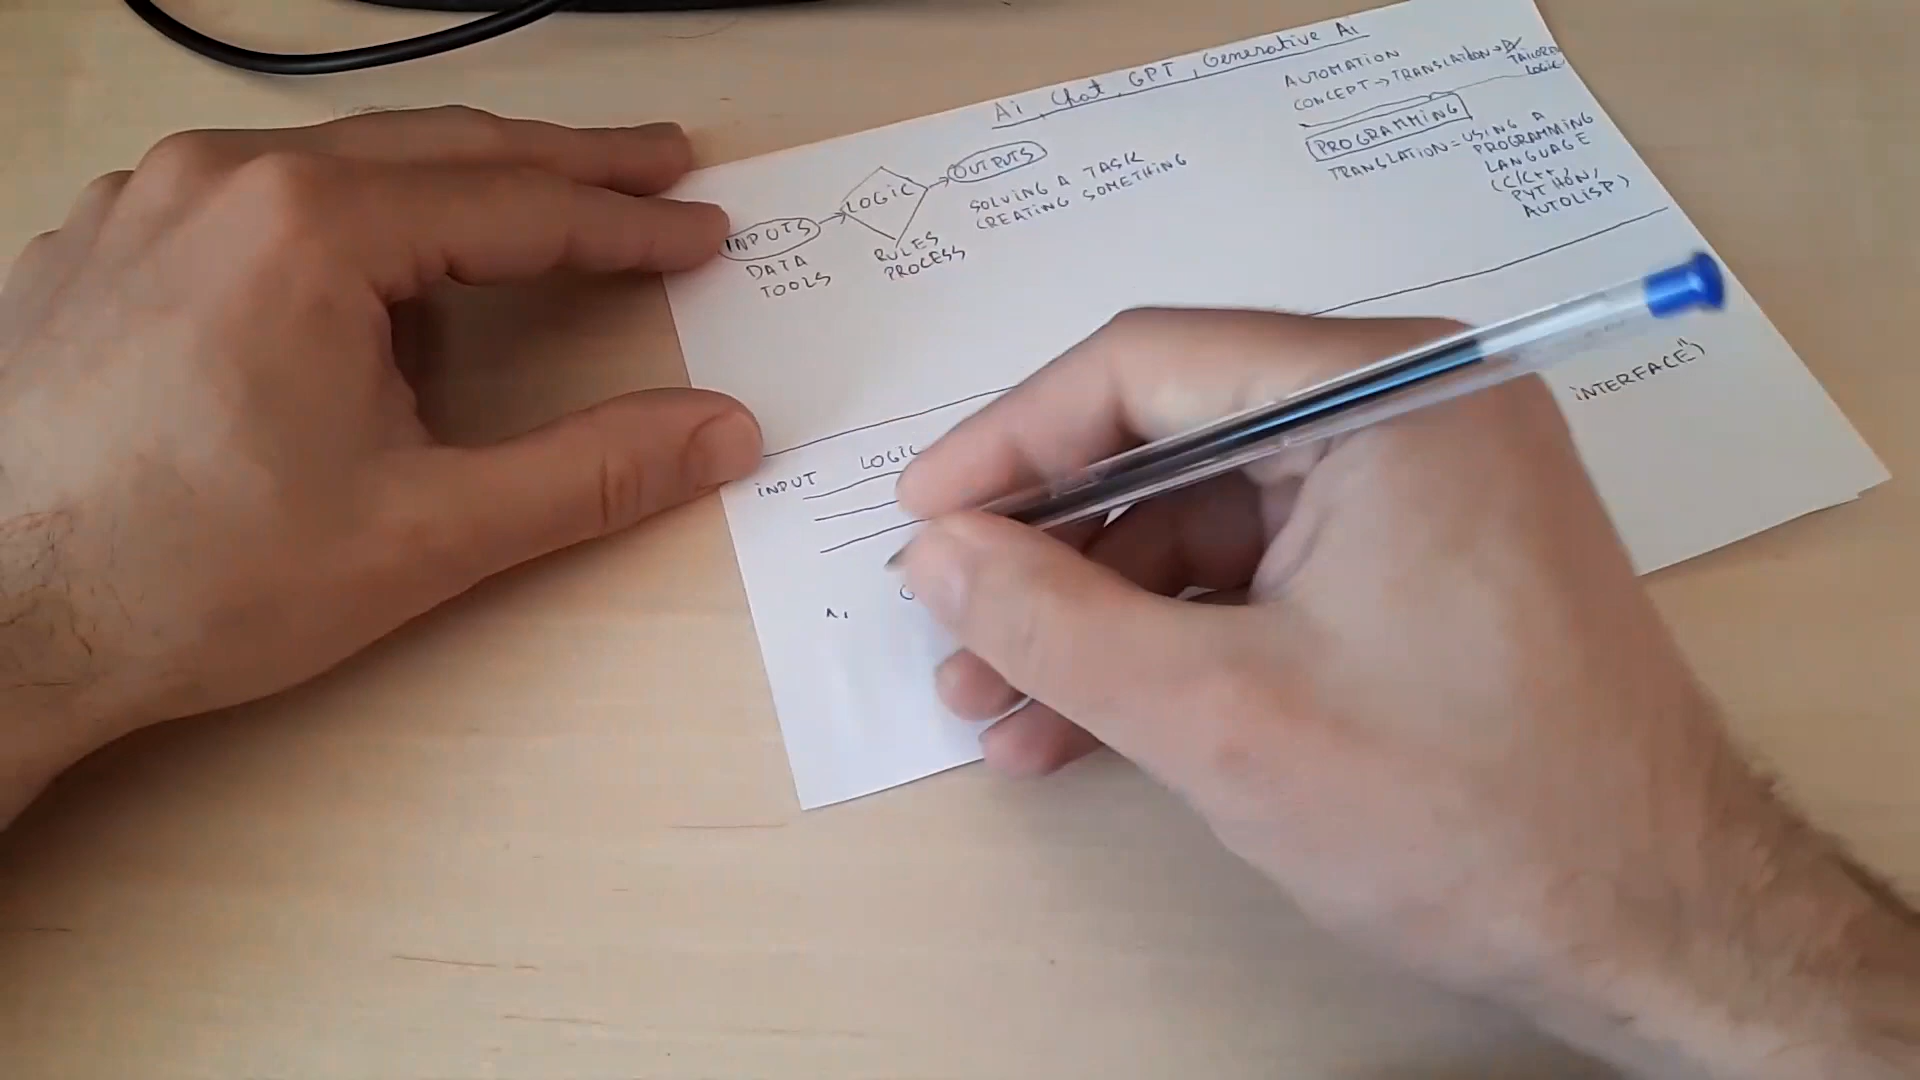 Ai, Chat, GPT, Generative Ai
INPUTS → LOGIC → OUTPUTS
DATA
TOOLS
RULES
PROCESS
SOLVING A TASK
CREATING SOMETHING
AUTOMATION
CONCEPT → TRANSLATION →
TAILORED
LOGIC
PROGRAMMING
TRANSLATION = USING A
PROGRAMMING
LANGUAGE
(C/C++,
PYTHON,
AUTOLISP)
INTERFACE")
INPUT LOGIC
1.